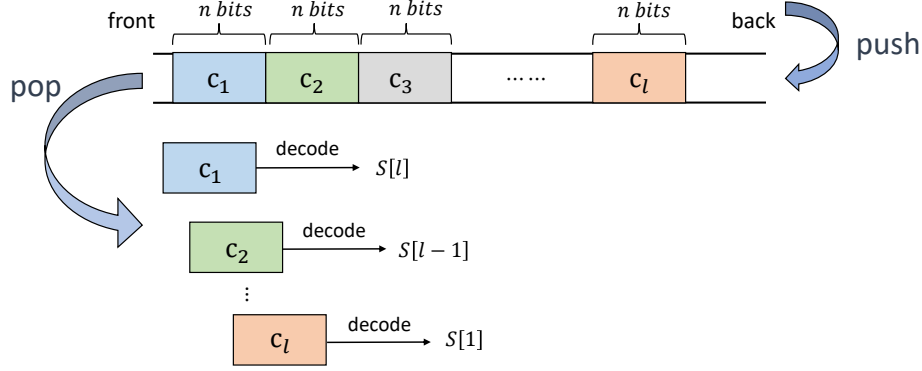 n bits n bits n bits n bits
front back
push
pop
c₁ c₂ c₃ …… cₗ
decode
c₁ S[l]
decode
c₂ S[l − 1]
⋮
decode
cₗ S[1]